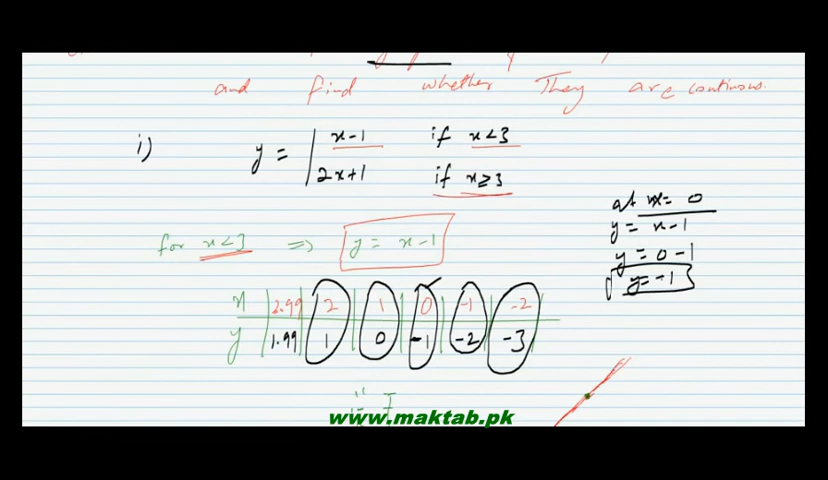 and find whether They are continous.
i) y = | x-1 if x<3
2x+1 if x≥3
for x<3 ⇒ y = x-1
x | 2.99 | 2 | 1 | 0 | -1 | -2
y | 1.99 | 1 | 0 | -1 | -2 | -3
at x= 0
y = x-1
y = 0-1
y = -1
www.maktab.pk